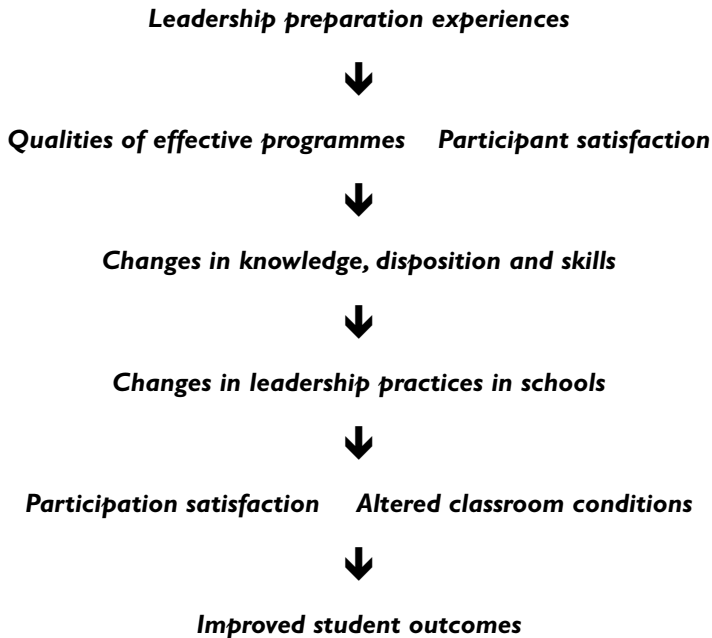 Leadership preparation experiences
Qualities of effective programmes Participant satisfaction
Changes in knowledge, disposition and skills
Changes in leadership practices in schools
Participation satisfaction Altered classroom conditions
Improved student outcomes